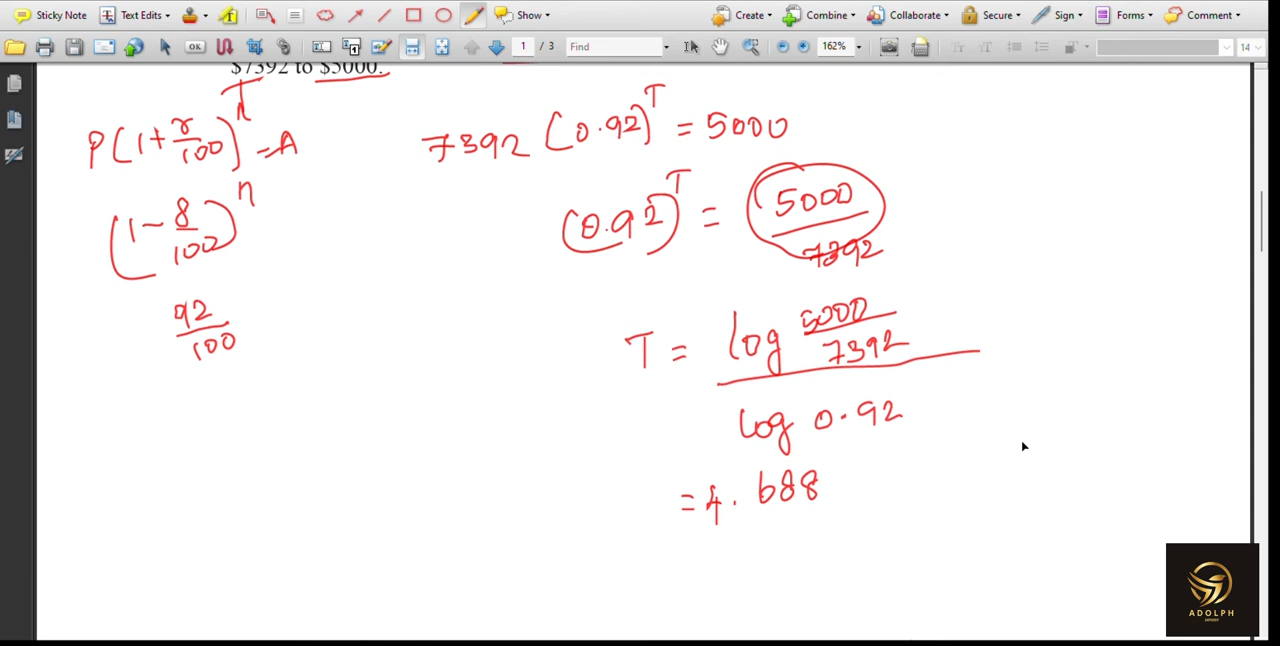 Sticky Note Text Edits Show Create Combine Collaborate Secure Sign Forms Comment
OK 1 / 3 Find 162% 14
$7392 to $5000.
P(1+r/100)^n=A
(1-8/100)^n
92/100
7392 (0.92)^T = 5000
(0.92)^T = 5000/7392
T = log 5000/7392
log 0.92
=4.688
ADOLPH